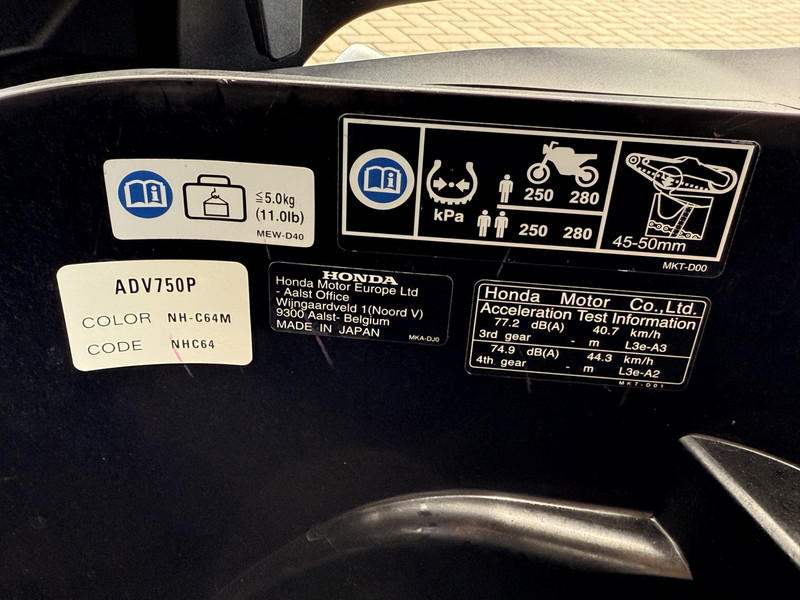 ≦5.0kg
(11.0lb)
MEW-D40
kPa
250 280
250 280
45-50mm
MKT-D00
ADV750P
COLOR NH-C64M
CODE NHC64
HONDA
Honda Motor Europe Ltd
- Aalst Office
Wijngaardveld 1(Noord V)
9300 Aalst- Belgium
MADE IN JAPAN
MKA-DJ0
Honda Motor Co.,Ltd.
Acceleration Test Information
77.2 dB(A) 40.7 km/h
3rd gear - m L3e-A3
74.9 dB(A) 44.3 km/h
4th gear - m L3e-A2
MKT-D01